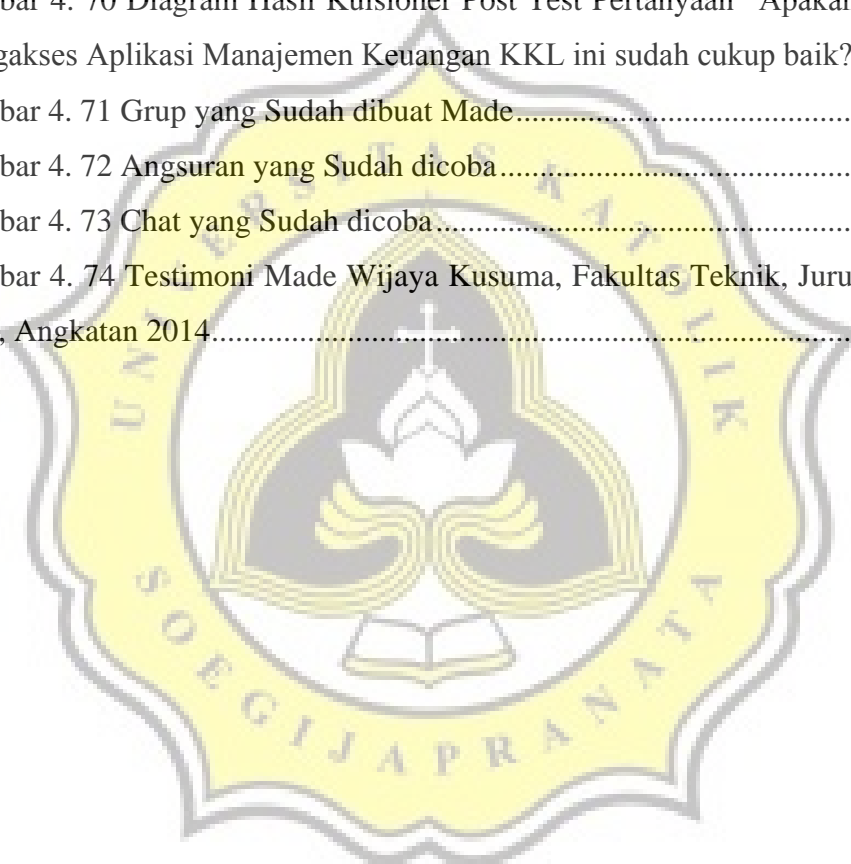 bar 4. 70 Diagram Hasil Kuisioner Post Test Pertanyaan "Apakah
gakses Aplikasi Manajemen Keuangan KKL ini sudah cukup baik?
bar 4. 71 Grup yang Sudah dibuat Made..............................................
bar 4. 72 Angsuran yang Sudah dicoba..............................................
bar 4. 73 Chat yang Sudah dicoba..............................................
bar 4. 74 Testimoni Made Wijaya Kusuma, Fakultas Teknik, Juru
, Angkatan 2014..............................................
UNIVERSITAS KATOLIK
SOEGIJAPRANATA